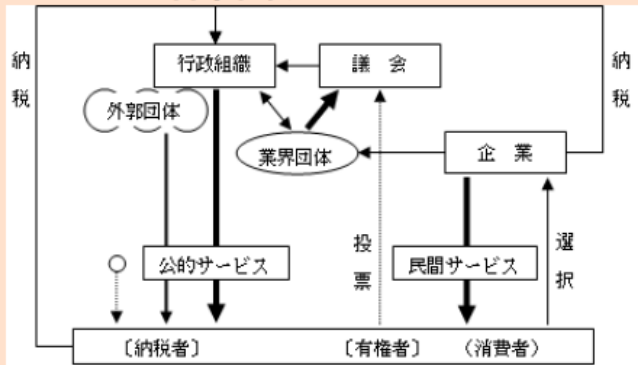 納税
行政組織
議 会
納税
外郭団体
業界団体
企 業
公的サービス
投票
民間サービス
選択
〔納税者〕
〔有権者〕
(消費者)